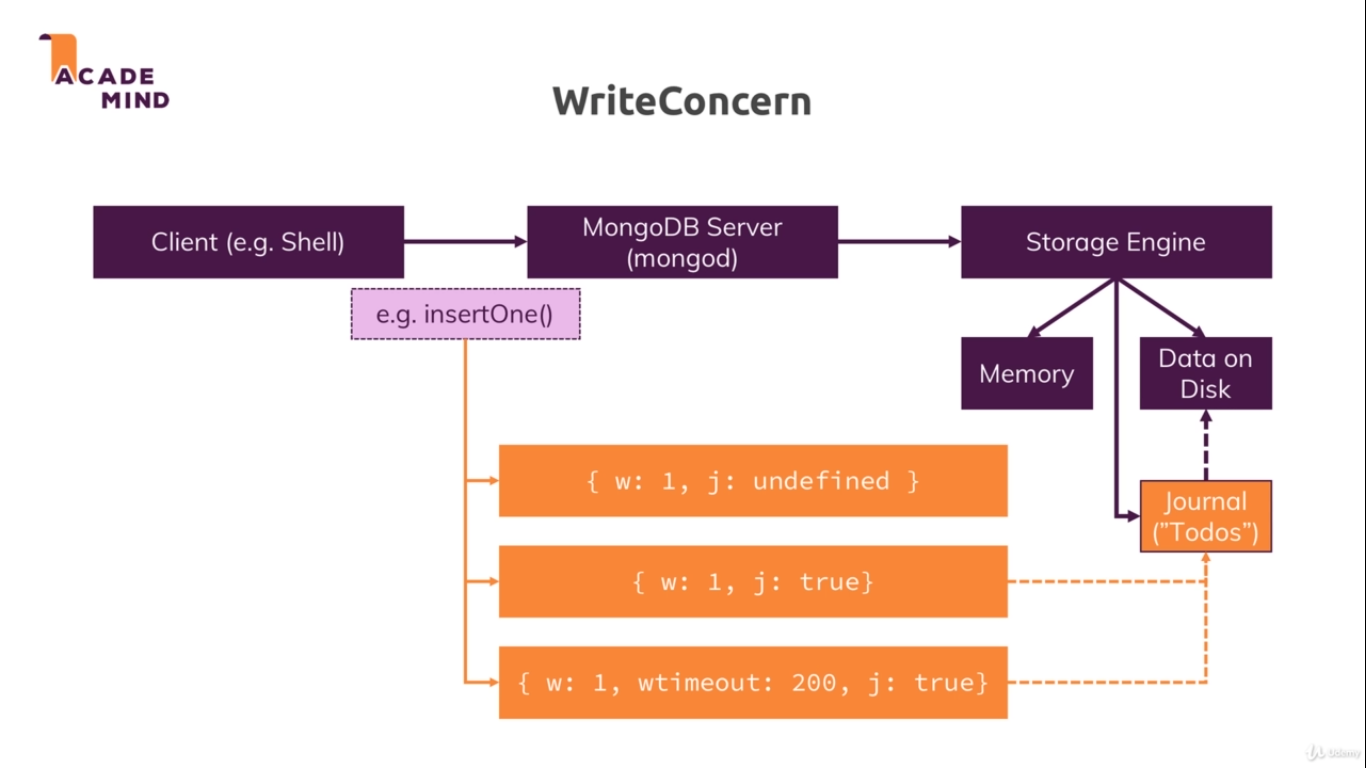 ACADE
MIND
WriteConcern
Client (e.g. Shell)
MongoDB Server
(mongod)
Storage Engine
e.g. insertOne()
Memory
Data on
Disk
{ w: 1, j: undefined }
Journal
(”Todos”)
{ w: 1, j: true}
{ w: 1, wtimeout: 200, j: true}
Udemy